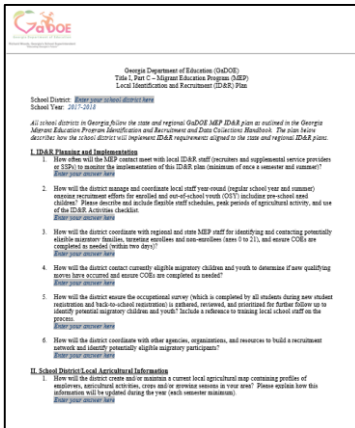 GaDOE
Georgia Department of Education (GaDOE)
Title I, Part C – Migrant Education Program (MEP)
Local Identification and Recruitment (ID&R) Plan
School District: Enter your school district here
School Year: 2017-2018
All school districts in Georgia follow the state and regional GaDOE MEP ID&R plan as outlined in the Georgia
Migrant Education Program Identification and Recruitment and Data Collections Handbook. The plan below
describes how the school district will implement ID&R requirements aligned to the state and regional ID&R plans.
I. ID&R Planning and Implementation
1. How often will the MEP contact meet with local ID&R staff (recruiters and supplemental service providers
or SSPs) to monitor the implementation of this ID&R plan (minimum of once a semester and summer)?
Enter your answer here
2. How will the district manage and coordinate local staff year-round (regular school year and summer)
ongoing recruitment efforts for enrolled and out-of-school youth (OSY) including pre-school aged
children? Please describe and include flexible staff schedules, peak periods of agricultural activity, and use
of the ID&R Activities checklist.
Enter your answer here
3. How will the district coordinate with regional and state MEP staff for identifying and contacting potentially
eligible migratory families, targeting enrollees and non-enrollees (ages 0 to 21), and ensure COEs are
completed as needed (within two days)?
Enter your answer here
4. How will the district contact currently eligible migratory children and youth to determine if new qualifying
moves have occurred and ensure COEs are completed as needed?
Enter your answer here
5. How will the district ensure the occupational survey (which is completed by all students during new student
registration and back-to-school registration) is gathered, reviewed, and prioritized for further follow up to
identify potential migratory children and youth? Include a reference to training local school staff on the
process.
Enter your answer here
6. How will the district coordinate with other agencies, organizations, and resources to build a recruitment
network and identify potentially eligible migratory participants?
Enter your answer here
II. School District/Local Agricultural Information
1. How will the district create and/or maintain a current local agricultural map containing profiles of
employers, agricultural activities, crops and/or growing seasons in your area? Please explain how this
information will be updated during the year (each semester minimum).
Enter your answer here